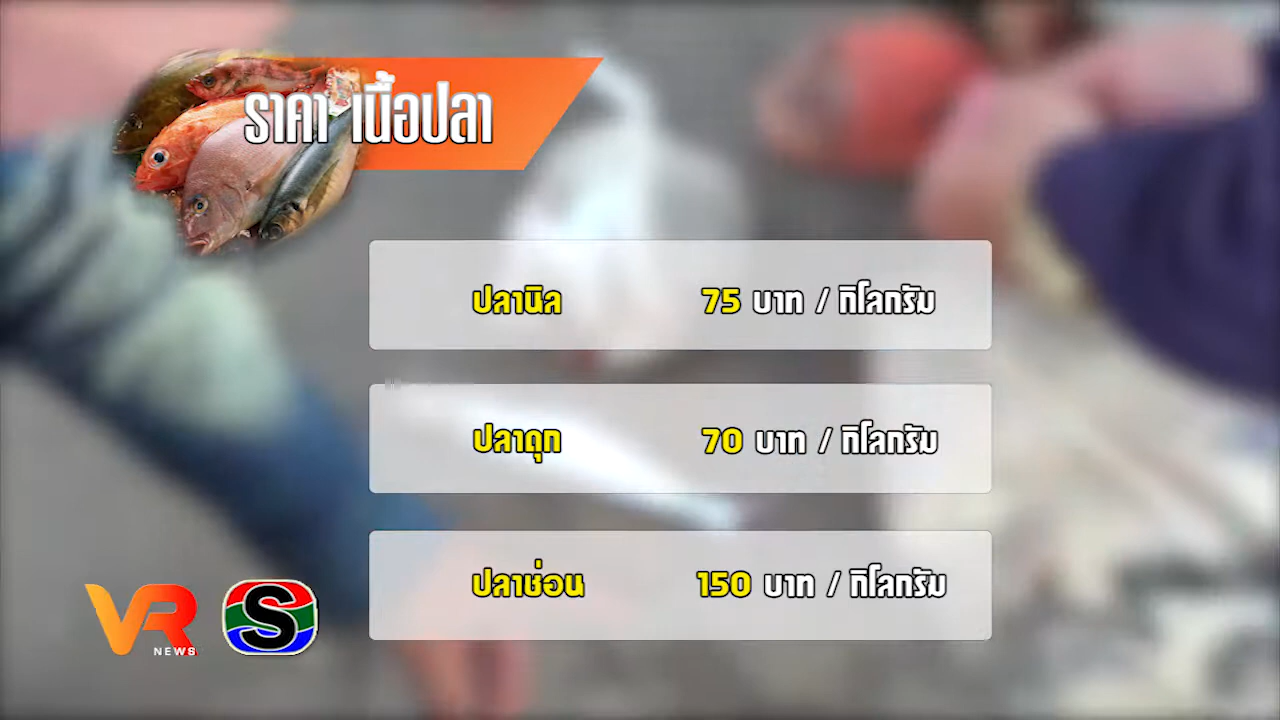 ราคา เนื้อปลา
ปลานิล 75 บาท / กิโลกรัม
ปลาดุก 70 บาท / กิโลกรัม
ปลาช่อน 150 บาท / กิโลกรัม
VR S
NEWS